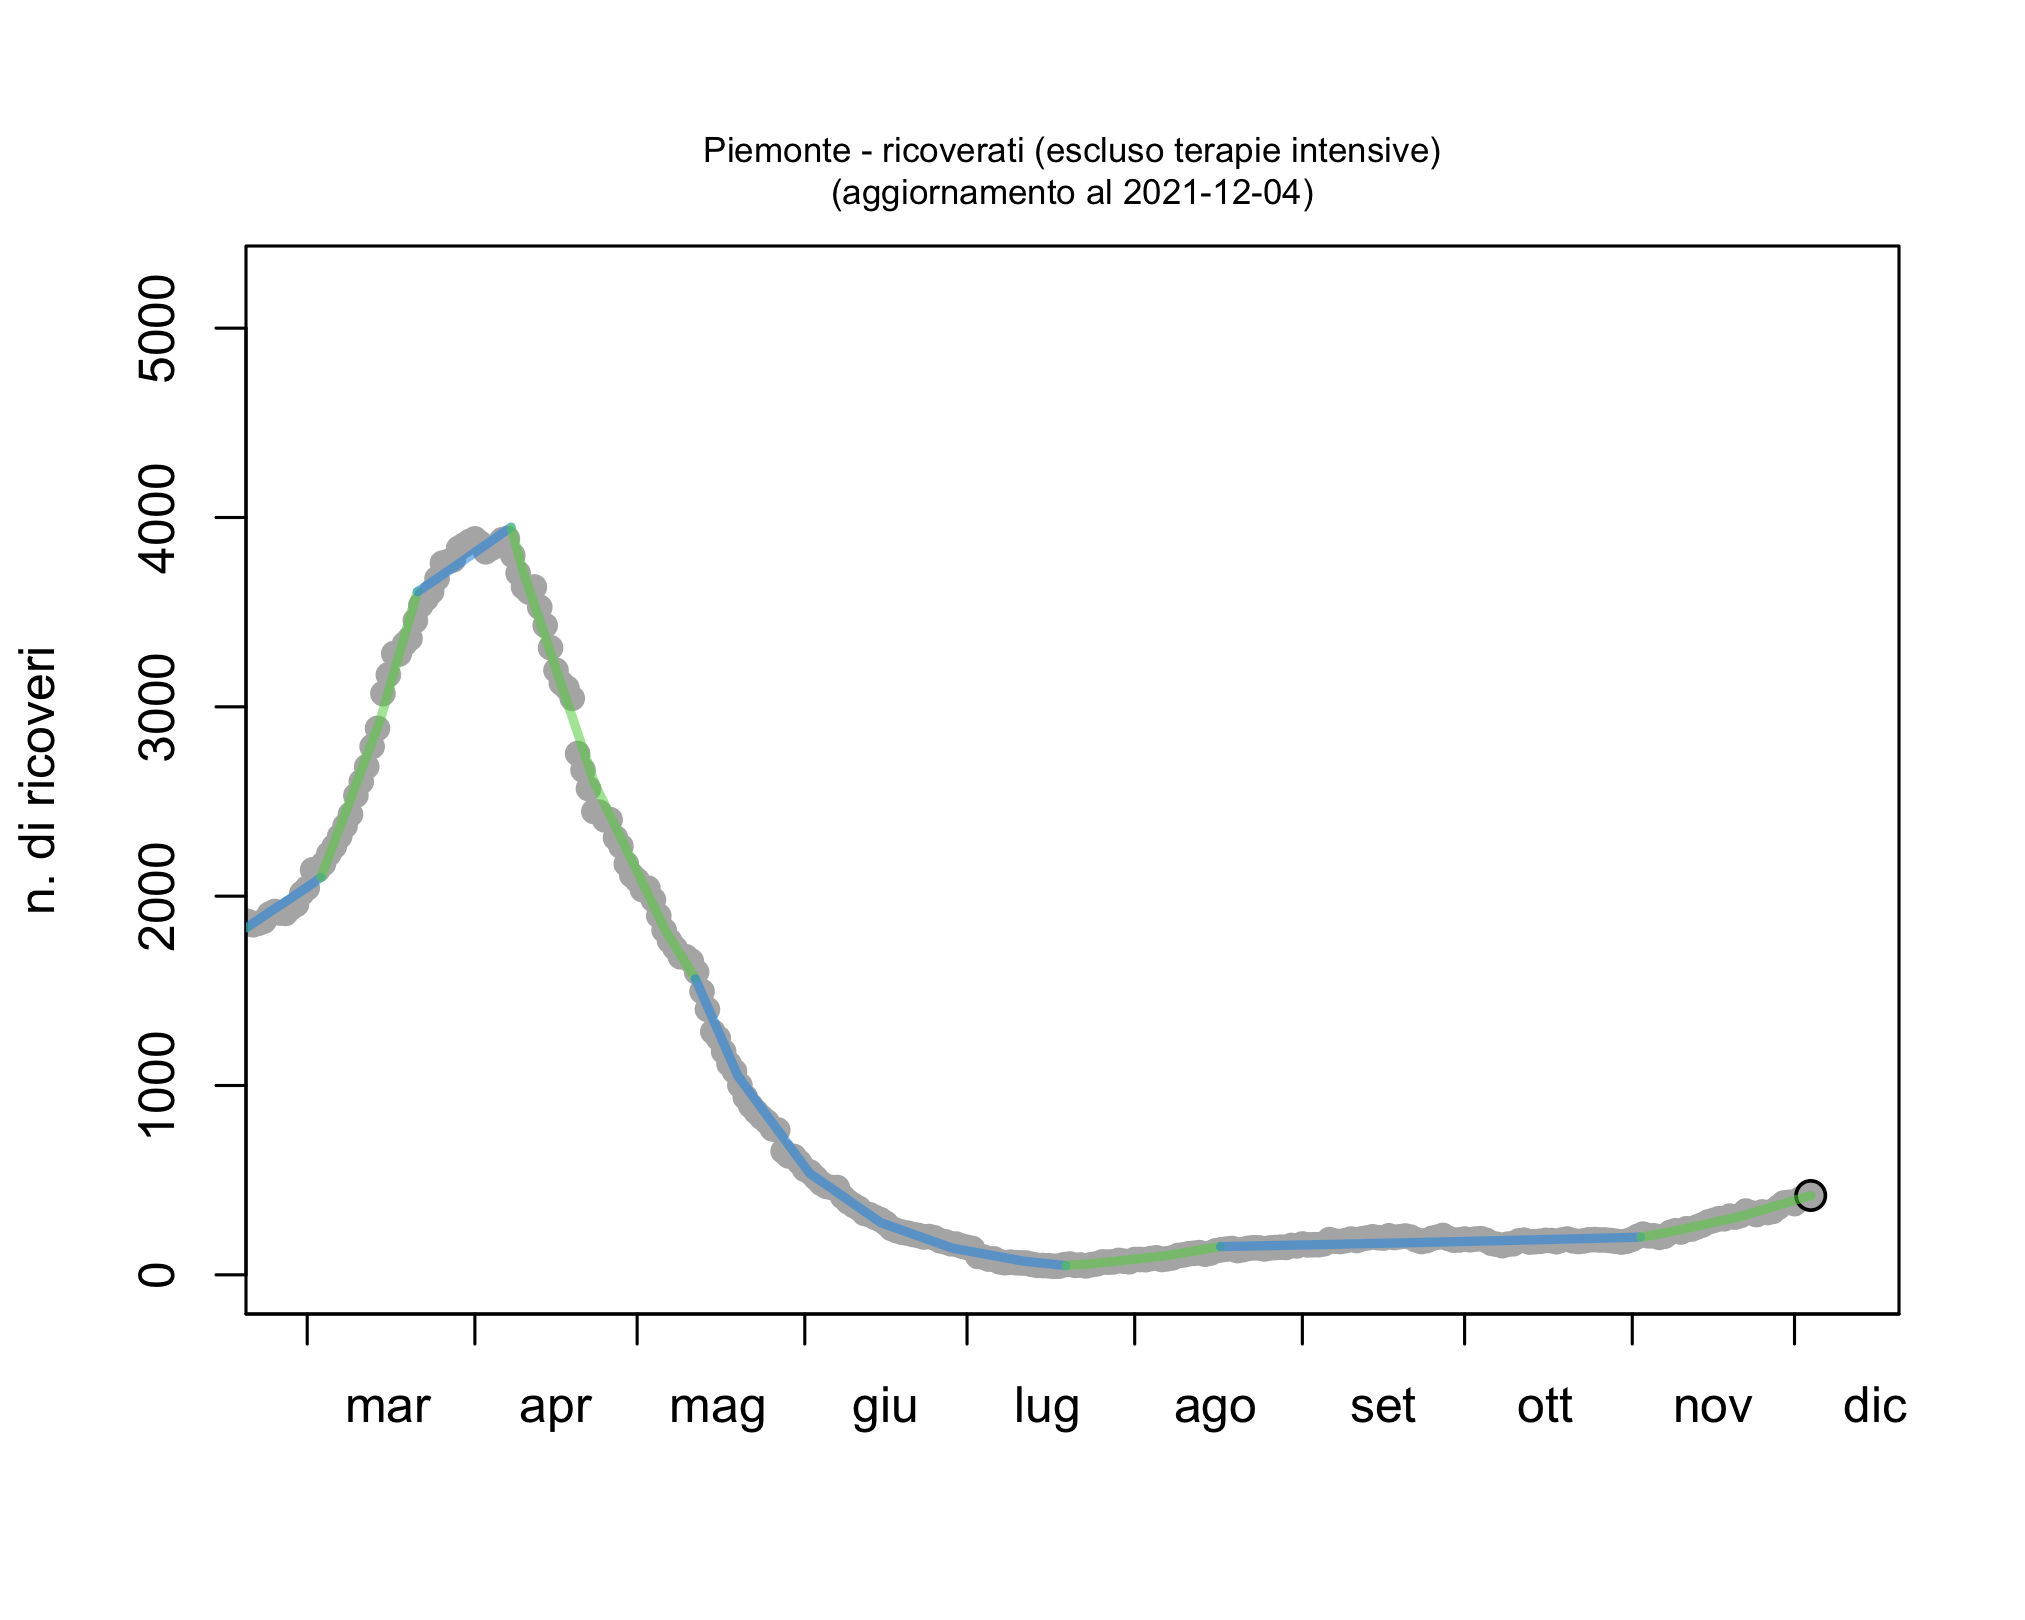 Piemonte - ricoverati (escluso terapie intensive)
(aggiornamento al 2021-12-04)
n. di ricoveri
5000
4000
3000
2000
1000
0
mar apr mag giu lug ago set ott nov dic